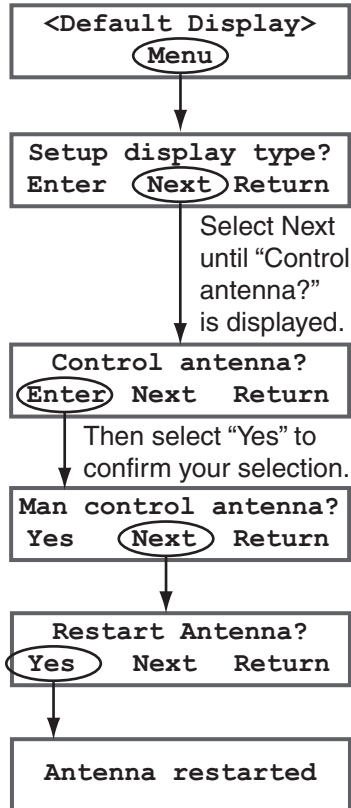 <Default Display>
Menu
Setup display type?
Enter Next Return
Select Next
until “Control
antenna?”
is displayed.
Control antenna?
Enter Next Return
Then select “Yes” to
confirm your selection.
Man control antenna?
Yes Next Return
Restart Antenna?
Yes Next Return
Antenna restarted